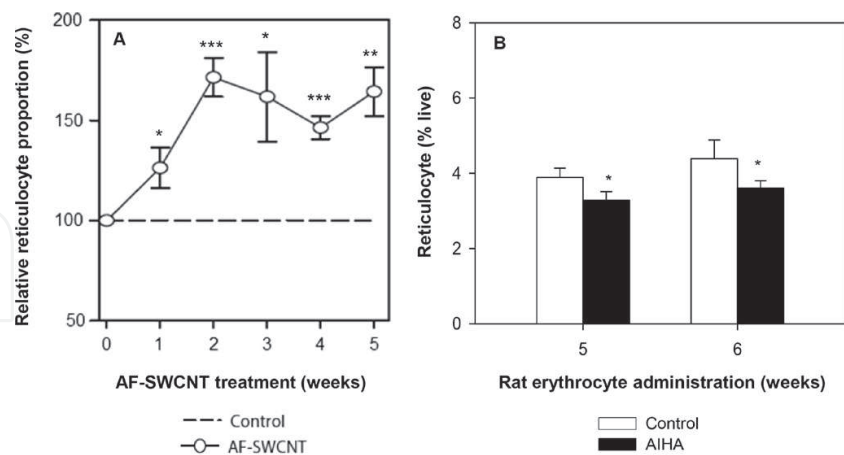 A
Relative reticulocyte proportion (%)
200
150
100
50
*
***
*
***
**
0 1 2 3 4 5
AF-SWCNT treatment (weeks)
Control
AF-SWCNT
B
Reticulocyte (% live)
8
6
4
2
0
*
*
5 6
Rat erythrocyte administration (weeks)
Control
AIHA